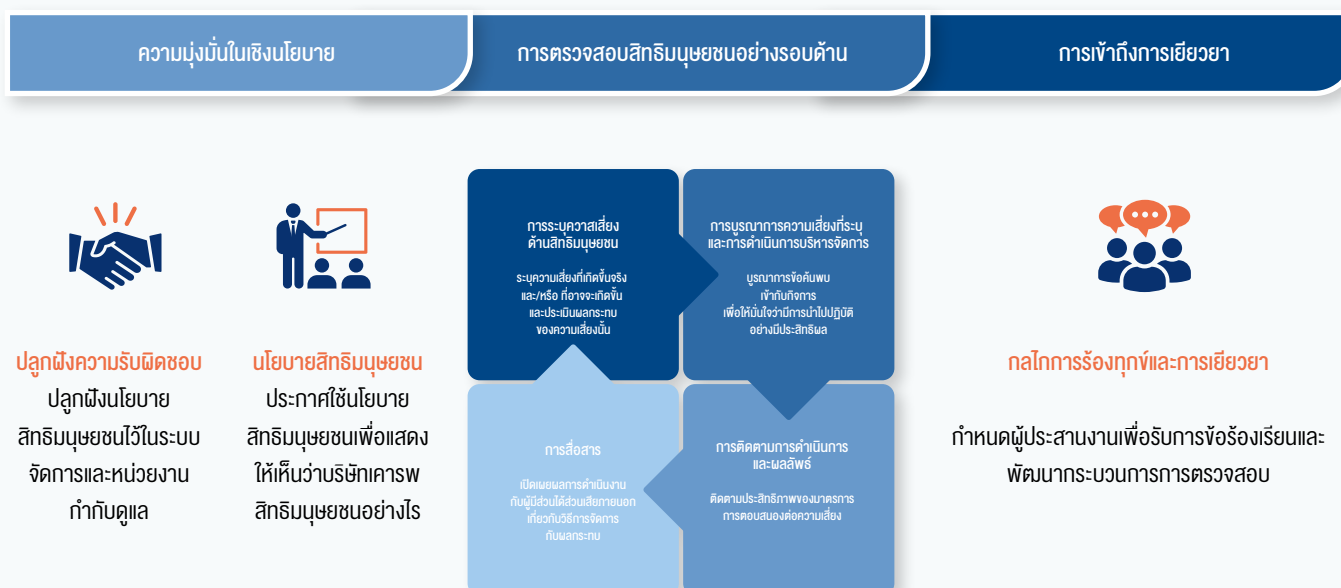 ความมุ่งมั่นในเชิงนโยบาย
การตรวจสอบสิทธิมนุษยชนอย่างรอบด้าน
การเข้าถึงการเยียวยา
ปลูกฝังความรับผิดชอบ
ปลูกฝังนโยบาย
สิทธิมนุษยชนไว้ในระบบ
จัดการและหน่วยงาน
กำกับดูแล
นโยบายสิทธิมนุษยชน
ประกาศใช้นโยบาย
สิทธิมนุษยชนเพื่อแสดง
ให้เห็นว่าบริษัทเคารพ
สิทธิมนุษยชนอย่างไร
การระบุควาสเสี่ยง
ด้านสิทธิมนุษยชน
ระบุความเสี่ยงที่เกิดขึ้นจริง
และ/หรือ ที่อาจจะเกิดขึ้น
และประเมินผลกระทบ
ของความเสี่ยงนั้น
การบูรณาการความเสี่ยงที่ระบุ
และการดำเนินการบริหารจัดการ
บูรณาการข้อค้นพบ
เข้ากับกิจการ
เพื่อให้มั่นใจว่ามีการนำไปปฏิบัติ
อย่างมีประสิทธิผล
การสื่อสาร
เปิดเผยผลการดำเนินงาน
กับผู้มีส่วนได้ส่วนเสียภายนอก
เกี่ยวกับวิธีการจัดการ
กับผลกระทบ
การติดตามการดำเนินการ
และผลลัพธ์
ติดตามประสิทธิภาพของมาตรการ
การตอบสนองต่อความเสี่ยง
กลไกการร้องทุกข์และการเยียวยา
กำหนดผู้ประสานงานเพื่อรับการข้อร้องเรียนและ
พัฒนากระบวนการการตรวจสอบ